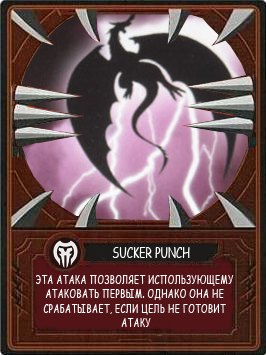 SUCKER PUNCH
ЭТА АТАКА ПОЗВОЛЯЕТ ИСПОЛЬЗУЮЩЕМУ
АТАКОВАТЬ ПЕРВЫМ. ОДНАКО ОНА НЕ
СРАБАТЫВАЕТ, ЕСЛИ ЦЕЛЬ НЕ ГОТОВИТ
АТАКУ